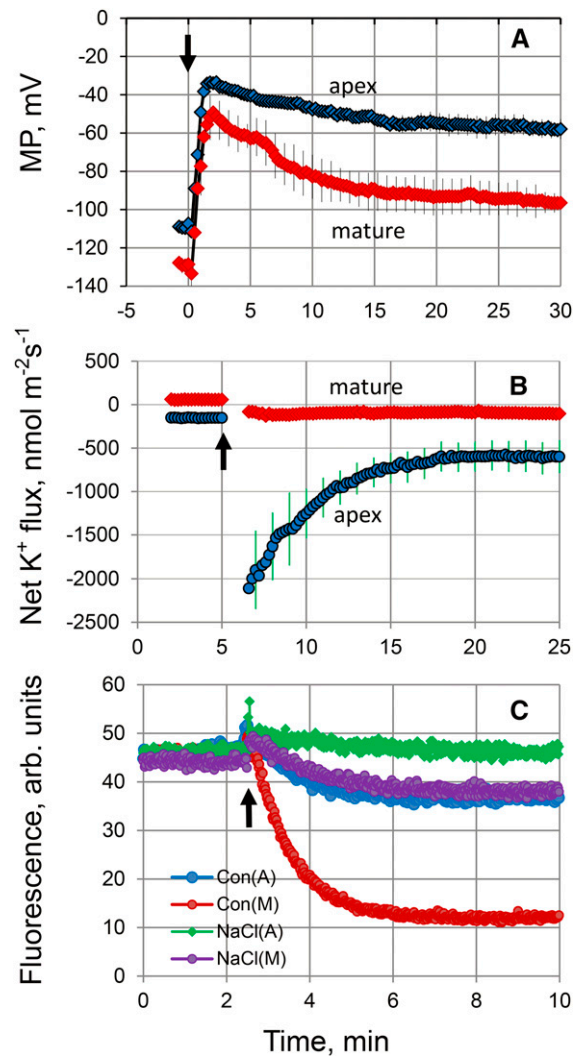 A
MP, mV
0
-20
-40
-60
-80
-100
-120
-140
apex
mature
-5 0 5 10 15 20 25 30
B
Net K⁺ flux, nmol m⁻²s⁻¹
500
0
-500
-1000
-1500
-2000
-2500
mature
apex
0 5 10 15 20 25
C
Fluorescence, arb. units
60
50
40
30
20
10
0
Con(A)
Con(M)
NaCl(A)
NaCl(M)
0 2 4 6 8 10
Time, min